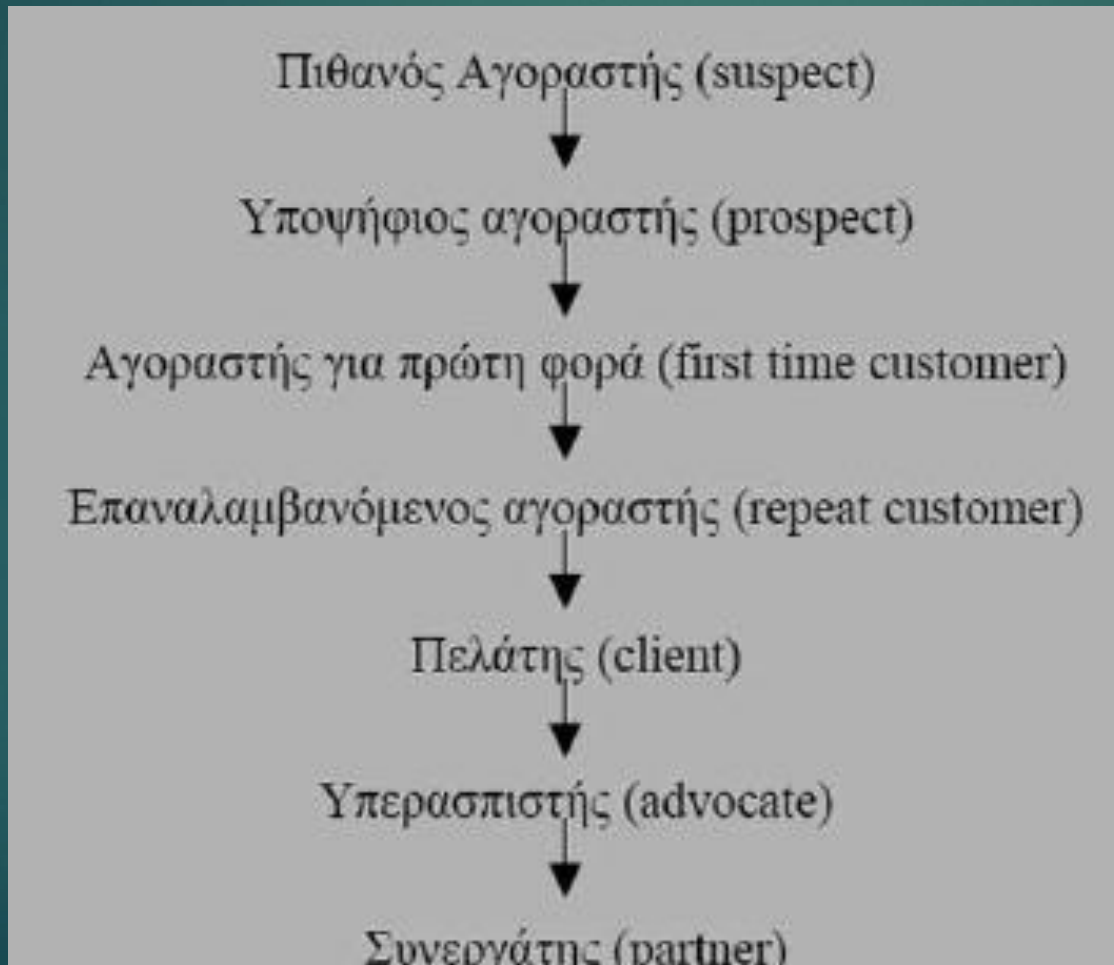 Πιθανός Αγοραστής (suspect)
Υποψήφιος αγοραστής (prospect)
Αγοραστής για πρώτη φορά (first time customer)
Επαναλαμβανόμενος αγοραστής (repeat customer)
Πελάτης (client)
Υπερασπιστής (advocate)
Συνεργάτης (partner)